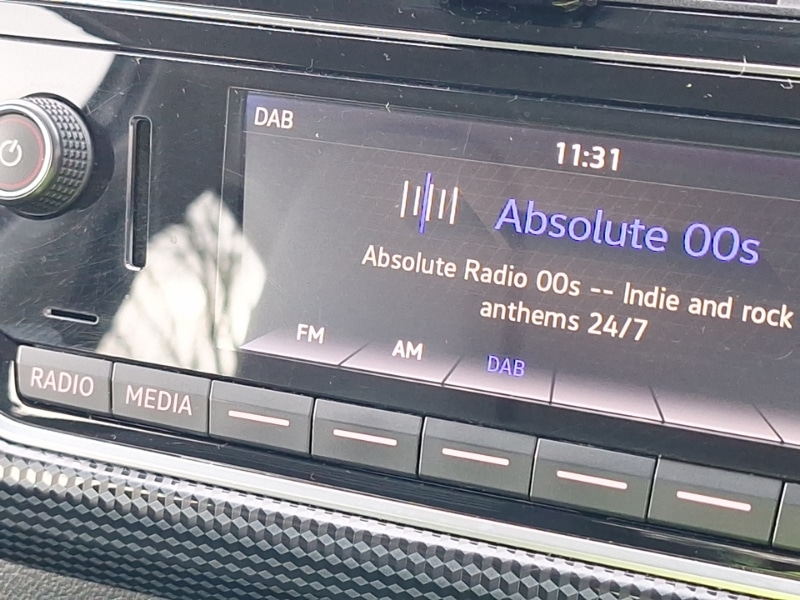 DAB
11:31
Absolute 00s
Absolute Radio 00s -- Indie and rock
anthems 24/7
FM
AM
DAB
RADIO
MEDIA